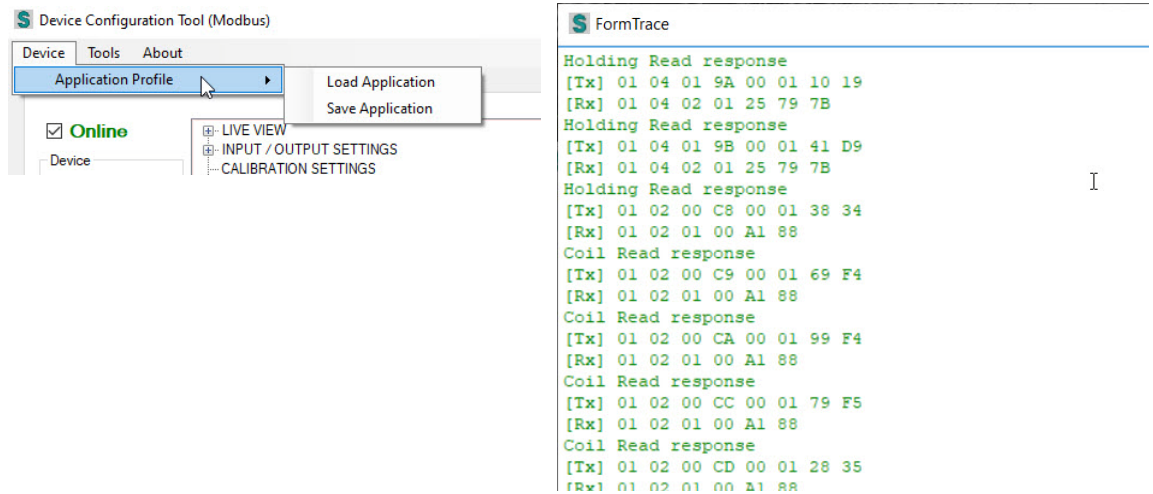 Device Configuration Tool (Modbus)
Device Tools About
Application Profile
Load Application
Save Application
Online
Device
LIVE VIEW
INPUT / OUTPUT SETTINGS
CALIBRATION SETTINGS
FormTrace
Holding Read response
[Tx] 01 04 01 9A 00 01 10 19
[Rx] 01 04 02 01 25 79 7B
Holding Read response
[Tx] 01 04 01 9B 00 01 41 D9
[Rx] 01 04 02 01 25 79 7B
Holding Read response
[Tx] 01 02 00 C8 00 01 38 34
[Rx] 01 02 01 00 A1 88
Coil Read response
[Tx] 01 02 00 C9 00 01 69 F4
[Rx] 01 02 01 00 A1 88
Coil Read response
[Tx] 01 02 00 CA 00 01 99 F4
[Rx] 01 02 01 00 A1 88
Coil Read response
[Tx] 01 02 00 CC 00 01 79 F5
[Rx] 01 02 01 00 A1 88
Coil Read response
[Tx] 01 02 00 CD 00 01 28 35
[Rx] 01 02 01 00 A1 88